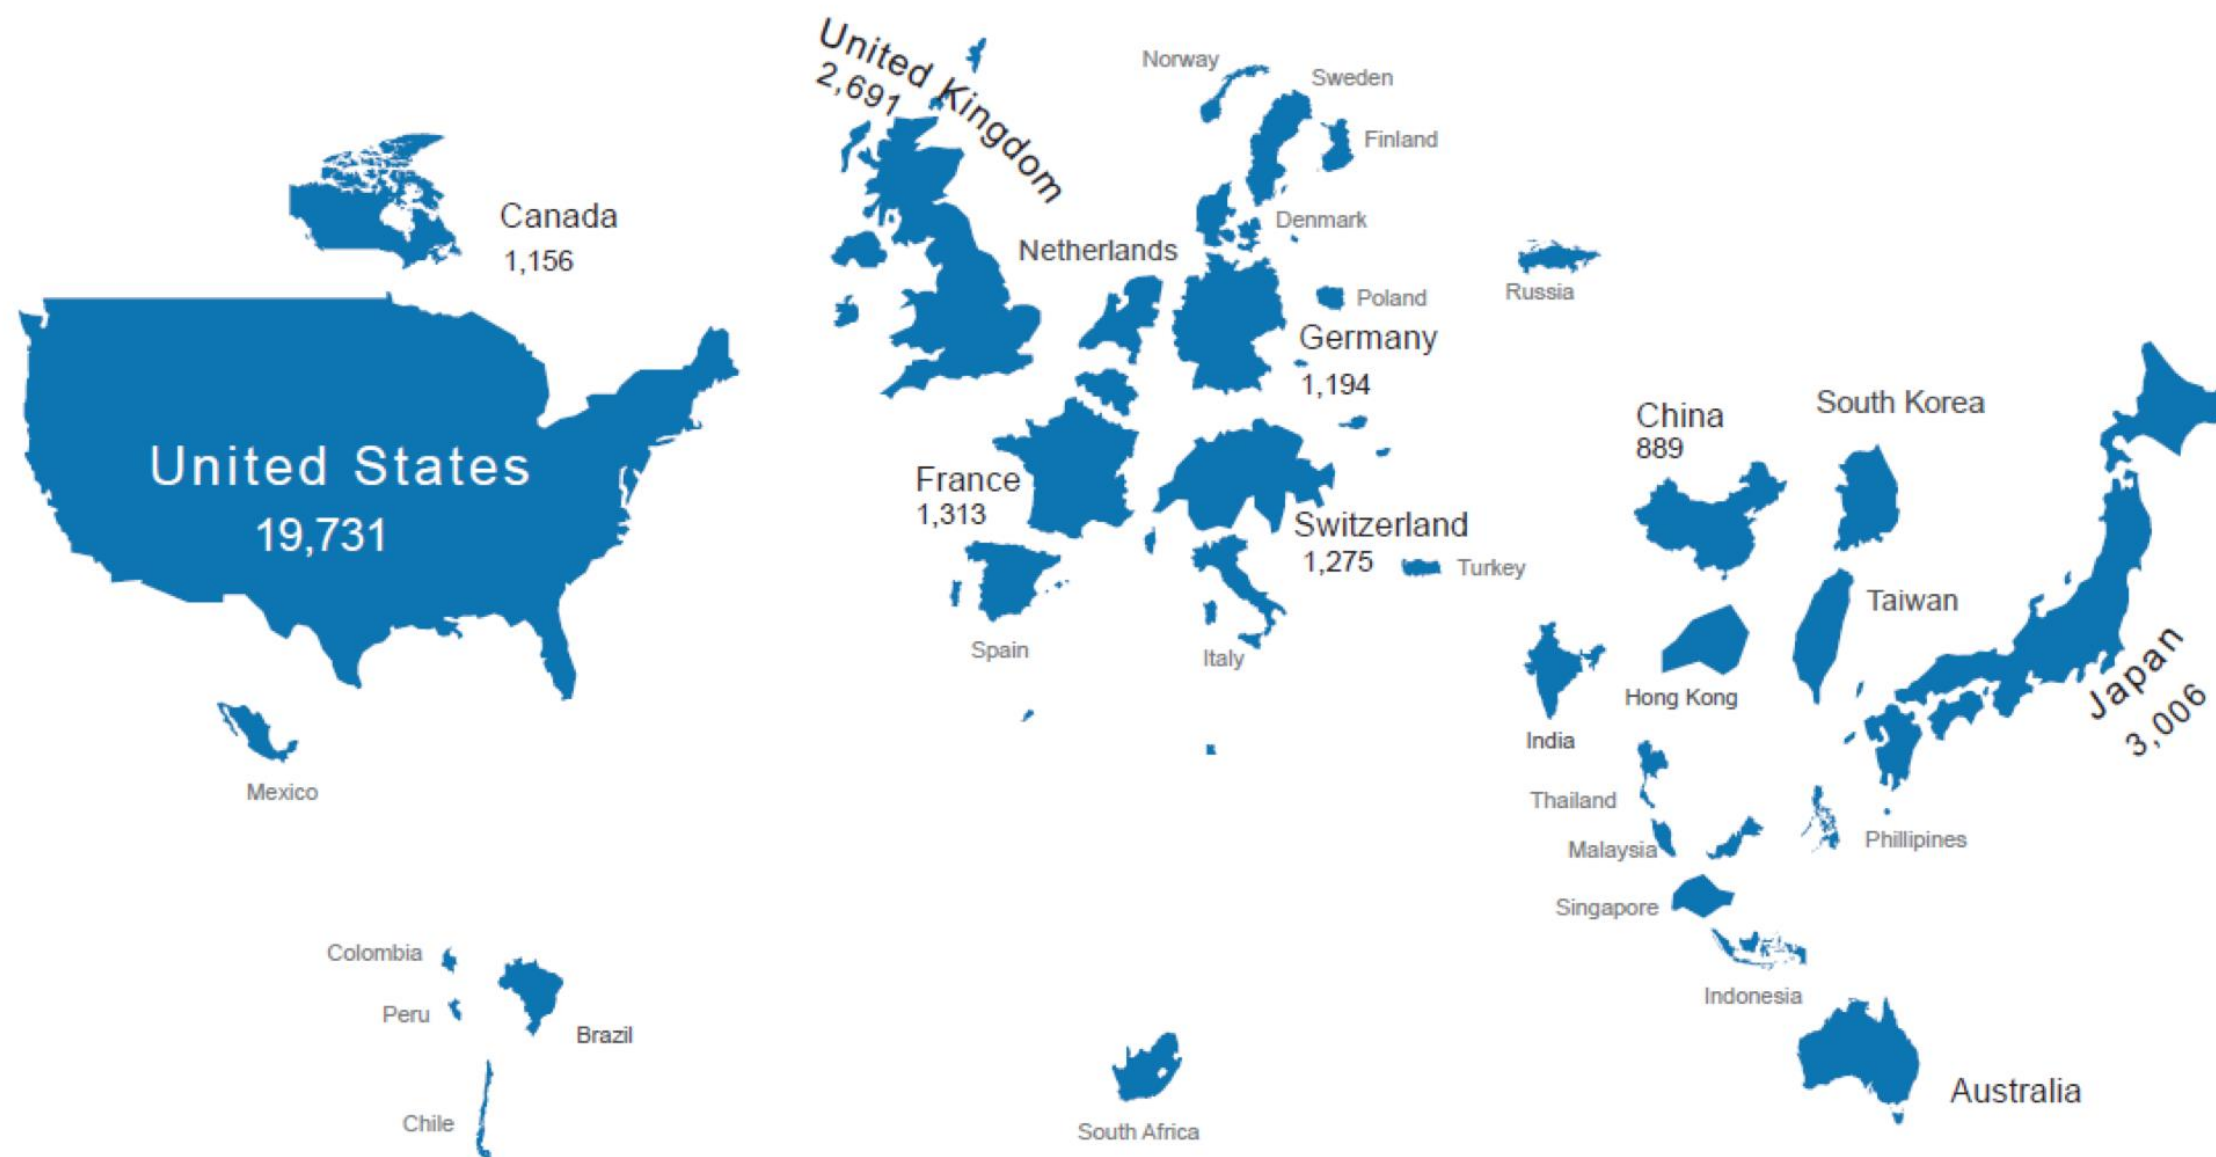 United Kingdom
2,691
Norway
Sweden
Finland
Canada
1,156
Netherlands
Denmark
Russia
Poland
Germany
1,194
United States
19,731
France
1,313
Switzerland
1,275
Turkey
China
889
South Korea
Taiwan
Japan
3,006
Spain
Italy
Hong Kong
India
Mexico
Thailand
Malaysia
Phillipines
Singapore
Indonesia
Colombia
Peru
Brazil
Chile
South Africa
Australia